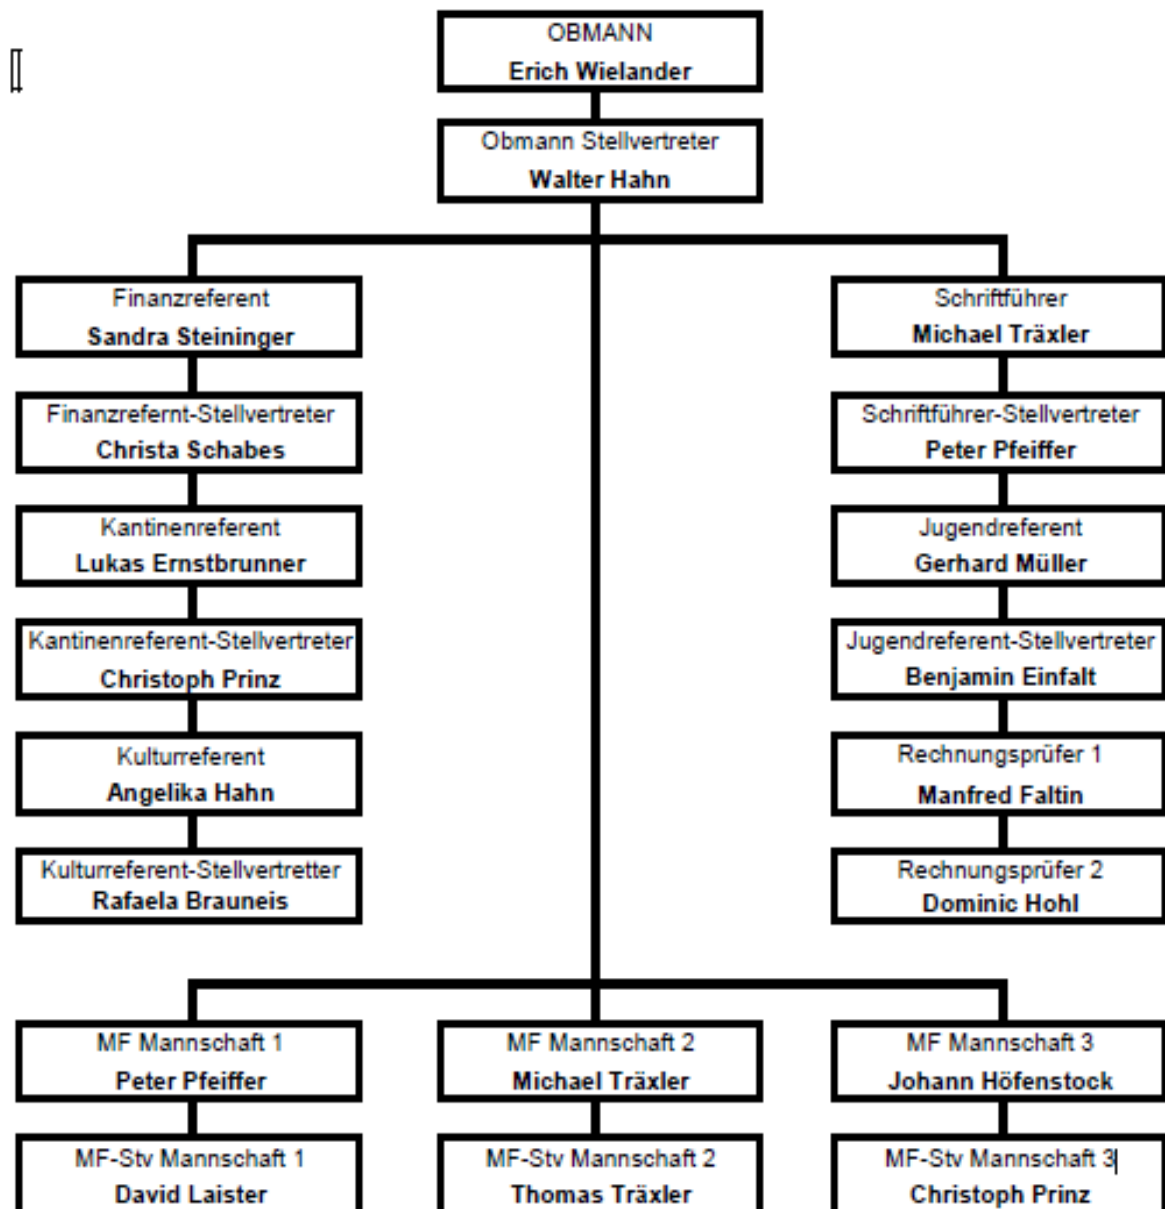 OBMANN
Erich Wielander
Obmann Stellvertreter
Walter Hahn
Finanzreferent
Sandra Steininger
Finanzrefernt-Stellvertreter
Christa Schabes
Kantinenreferent
Lukas Ernstbrunner
Kantinenreferent-Stellvertreter
Christoph Prinz
Kulturreferent
Angelika Hahn
Kulturreferent-Stellvertretter
Rafaela Brauneis
Schriftführer
Michael Träxler
Schriftführer-Stellvertreter
Peter Pfeiffer
Jugendreferent
Gerhard Müller
Jugendreferent-Stellvertreter
Benjamin Einfalt
Rechnungsprüfer 1
Manfred Faltin
Rechnungsprüfer 2
Dominic Hohl
MF Mannschaft 1
Peter Pfeiffer
MF-Stv Mannschaft 1
David Laister
MF Mannschaft 2
Michael Träxler
MF-Stv Mannschaft 2
Thomas Träxler
MF Mannschaft 3
Johann Höfenstock
MF-Stv Mannschaft 3
Christoph Prinz